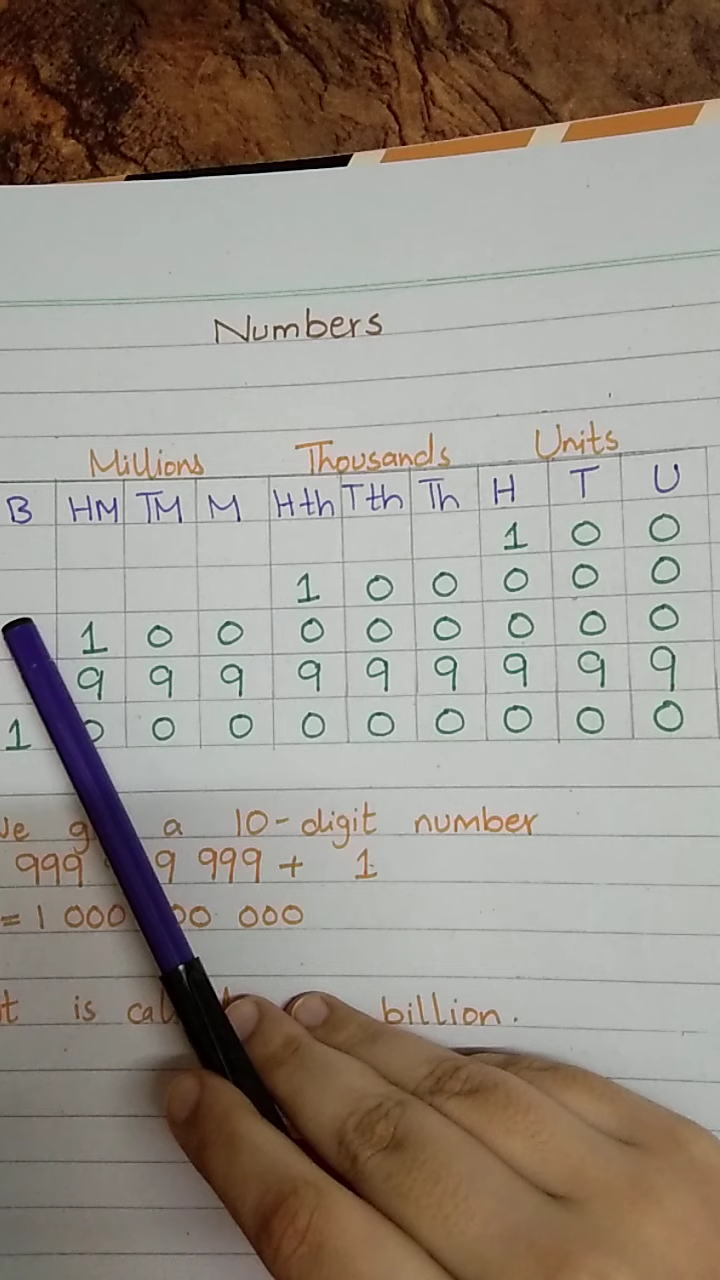 Numbers
Millions Thousands Units
B HM TM M Hth Tth Th H T U
1 0 0
1 0 0 0 0 0
1 0 0 0 0 0 0 0 0
9 9 9 9 9 9 9 9 9
1 0 0 0 0 0 0 0 0 0
a 10-digit number
999 9 999 + 1
= 1 000 00 000
is billion.